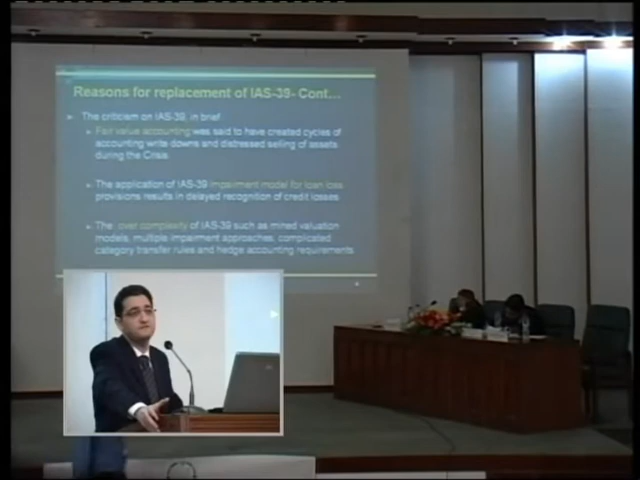 Reasons for replacement of IAS-39- Cont...
The criticism on IAS-39, in brief
Fair value accounting was said to have created cycles of
accounting write downs and distressed selling of assets
during the Crisis.
The application of IAS-39 impairment model for loan loss
provisions results in delayed recognition of credit losses
The over complexity of IAS-39 such as mixed valuation
models, multiple impairment approaches, complicated
category transfer rules and hedge accounting requirements